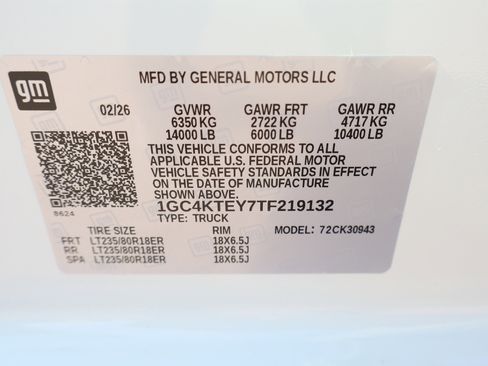 gm
MFD BY GENERAL MOTORS LLC
02/26 GVWR GAWR FRT GAWR RR
6350 KG 2722 KG 4717 KG
14000 LB 6000 LB 10400 LB
THIS VEHICLE CONFORMS TO ALL
APPLICABLE U.S. FEDERAL MOTOR
VEHICLE SAFETY STANDARDS IN EFFECT
ON THE DATE OF MANUFACTURE
SHOWN ABOVE.
8624
1GC4KTEY7TF219132
TYPE: TRUCK
TIRE SIZE RIM MODEL: 72CK30943
FRT LT235/80R18ER 18X6.5J
RR LT235/80R18ER 18X6.5J
SPA LT235/80R18ER 18X6.5J